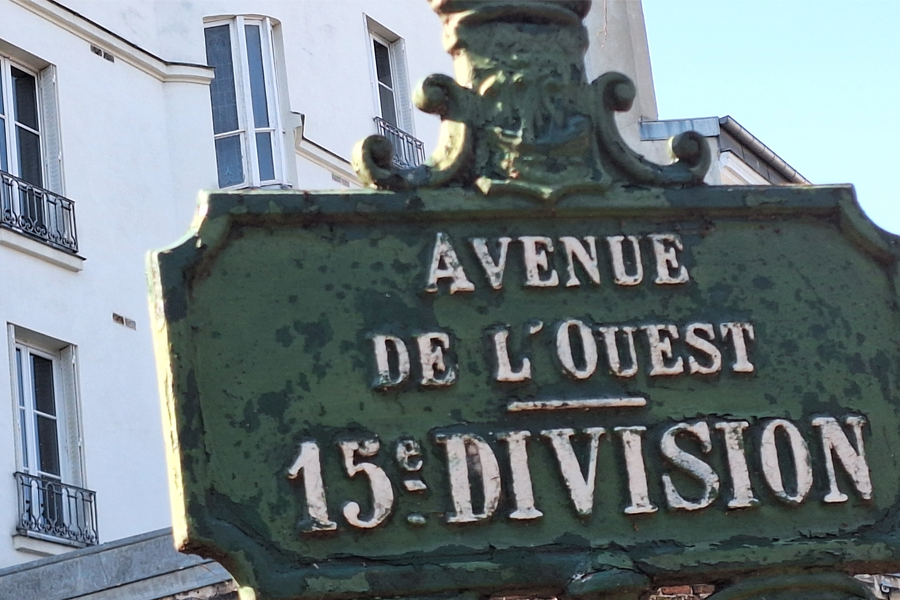 AVENUE
DE L'OUEST
15e DIVISION